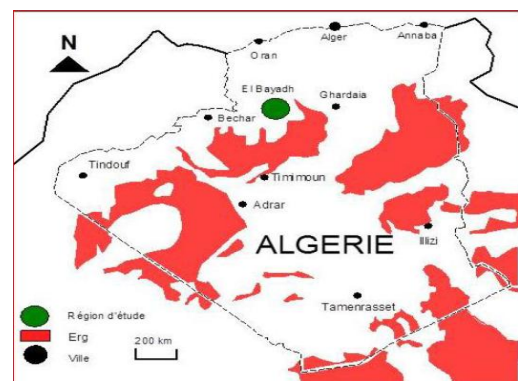 N
Alger
Annaba
Oran
El Bayadh
Ghardaia
Bechar
Tindouf
Timimoun
Adrar
ALGERIE
Illizi
Tamenrasset
Région d'étude
Erg
Ville
200 km